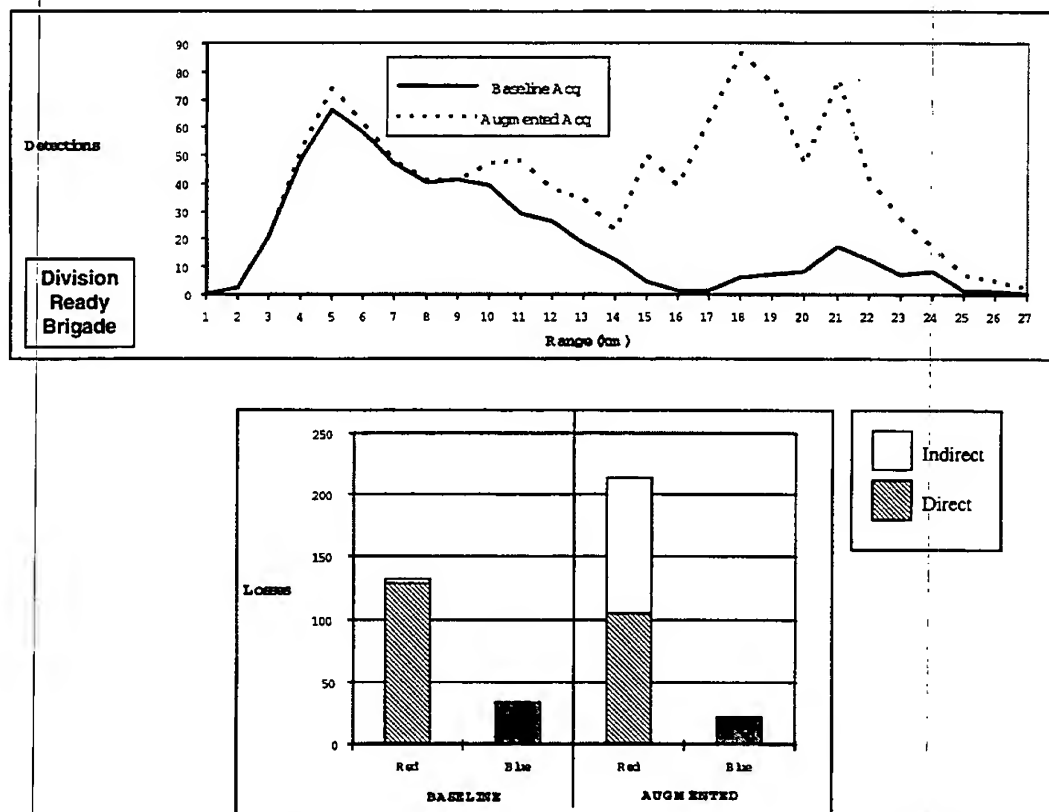 90
80
70
60
50
40
30
20
10
0
Detections
Baseline Acq
Augmented Acq
1 2 3 4 5 6 7 8 9 10 11 12 13 14 15 16 17 18 19 20 21 22 23 24 25 26 27
Range (km)
Division
Ready
Brigade
250
200
150
100
50
0
Losses
Red Blue Red Blue
BASELINE AUGMENTED
Indirect
Direct